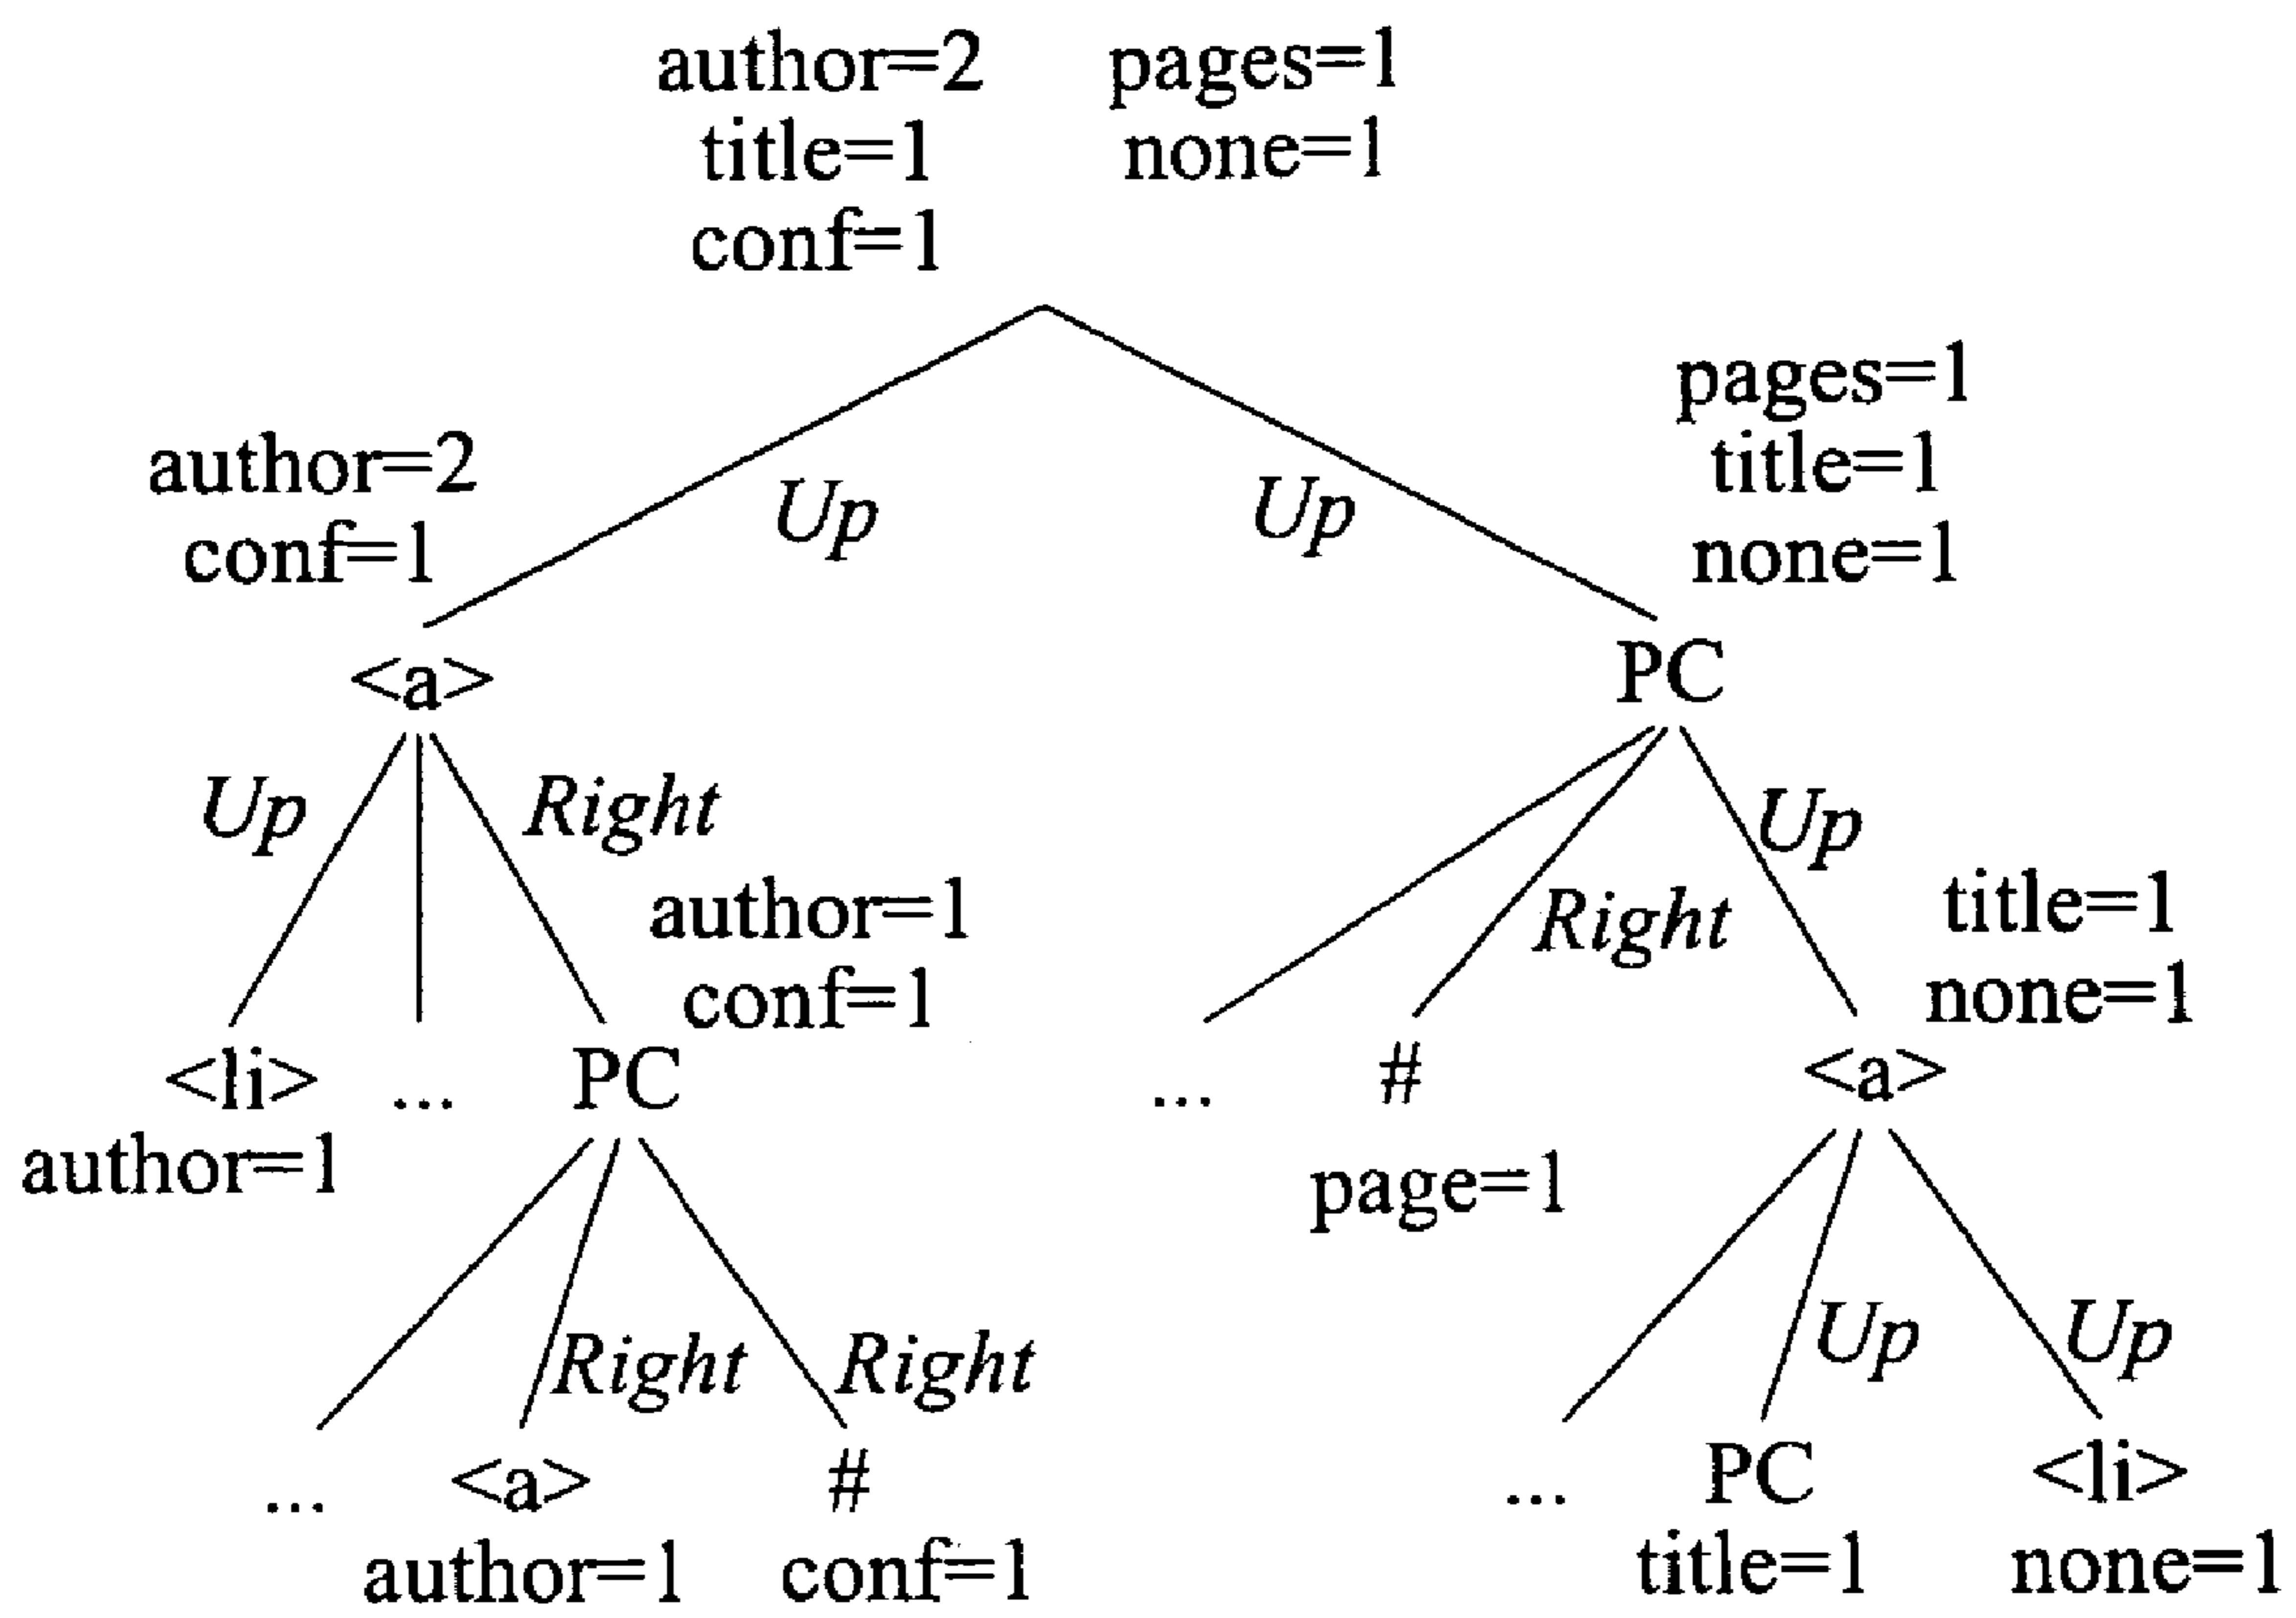 author=2 pages=1
title=1 none=1
conf=1
pages=1
author=2 title=1
conf=1 Up Up none=1
<a> PC
Up Right Up
author=1 Right title=1
conf=1 none=1
<li> ... PC ... # <a>
author=1 page=1
Right Right Up Up
... <a> # ... PC <li>
author=1 conf=1 title=1 none=1